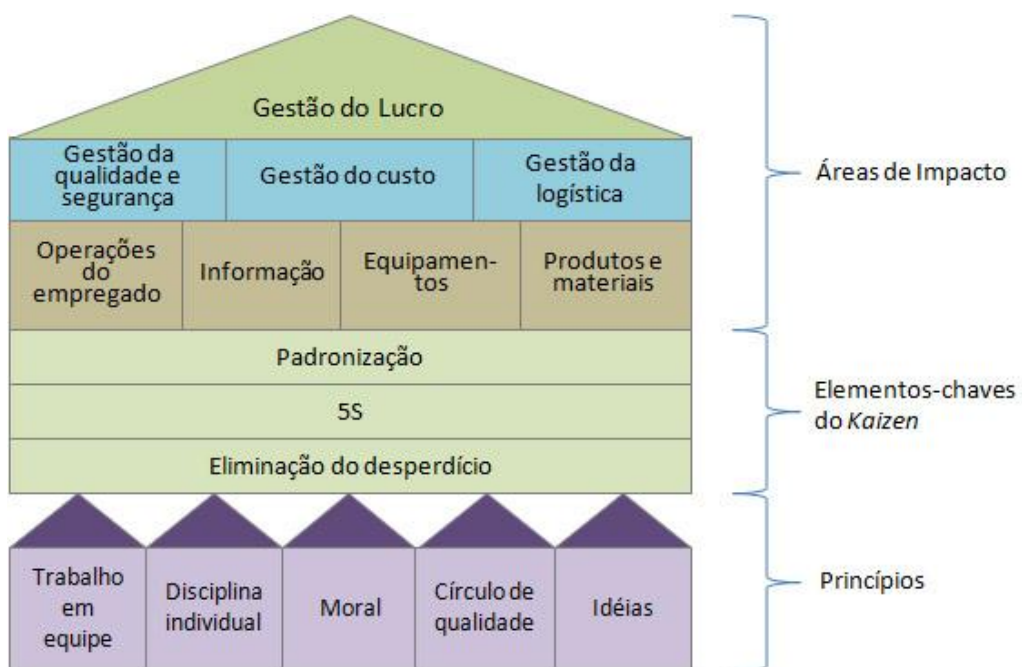 Gestão do Lucro
Gestão da
qualidade e
segurança
Gestão do custo
Gestão da
logística
Áreas de Impacto
Operações
do
empregado
Informação
Equipamen-
tos
Produtos e
materiais
Padronização
5S
Eliminação do desperdício
Elementos-chaves
do Kaizen
Trabalho
em
equipe
Disciplina
individual
Moral
Círculo de
qualidade
Idéias
Princípios